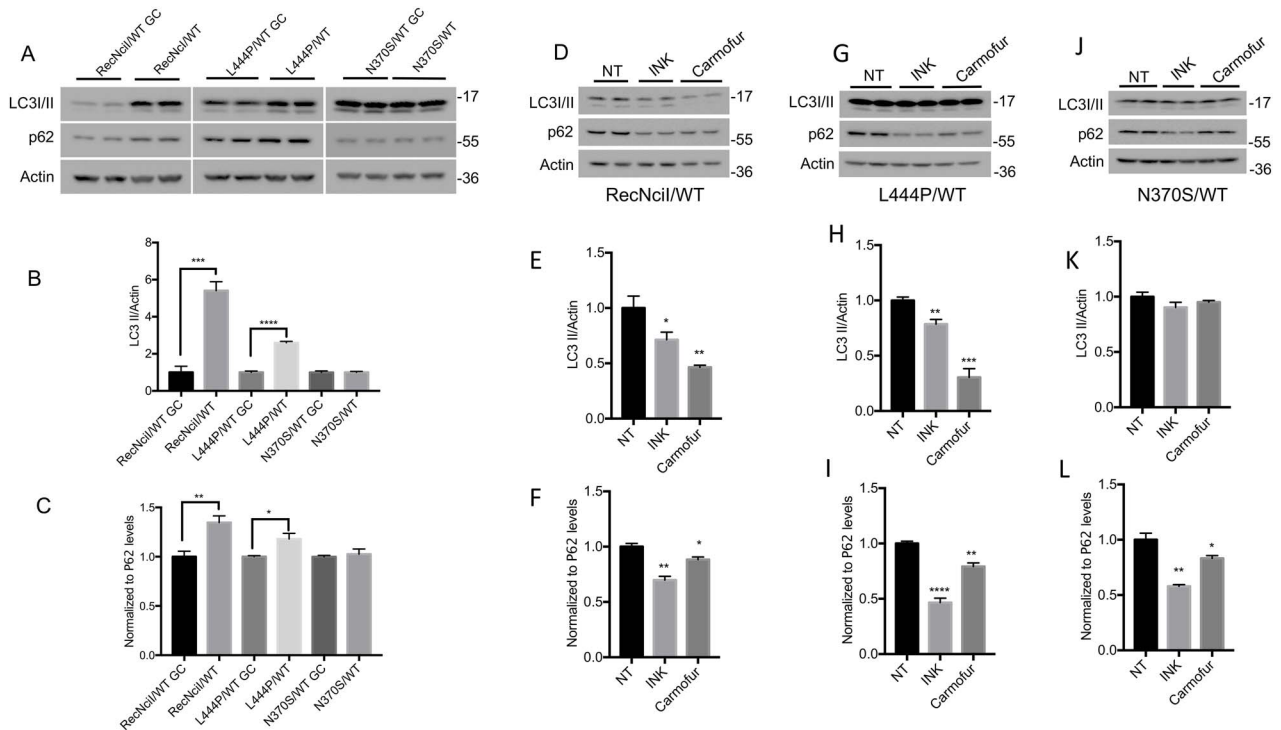 A
RecNciI/WT GC
RecNcI/WT
L444P/WT GC
L444P/WT
N370S/WT GC
N370S/WT
LC3I/II
-17
p62
-55
Actin
-36
D
NT
INK
Carmofur
LC3I/II
-17
p62
-55
Actin
-36
RecNciI/WT
G
NT
INK
Carmofur
LC3I/II
-17
p62
-55
Actin
-36
L444P/WT
J
NT
INK
Carmofur
LC3I/II
-17
p62
-55
Actin
-36
N370S/WT
B
LC3 II/Actin
8
6
4
2
0
***
****
RecNciI/WT GC
RecNciI/WT
L444P/WT GC
L444P/WT
N370S/WT GC
N370S/WT
E
LC3 II/Actin
1.5
1.0
0.5
0.0
*
**
NT
INK
Carmofur
H
LC3 II/Actin
1.5
1.0
0.5
0.0
**
***
NT
INK
Carmofur
K
LC3 II/Actin
1.5
1.0
0.5
0.0
NT
INK
Carmofur
C
Normalized to P62 levels
1.5
1.0
1.5
1.0
**
*
RecNciI/WT GC
RecNciI/WT
L444P/WT GC
L444P/WT
N370S/WT GC
N370S/WT
F
Normalized to P62 levels
1.5
1.0
0.5
0.0
**
*
NT
INK
Carmofur
I
Normalized to P62 levels
1.5
1.0
0.5
0.0
****
**
NT
INK
Carmofur
L
Normalized to P62 levels
1.5
1.0
0.5
0.0
**
*
NT
INK
Carmofur